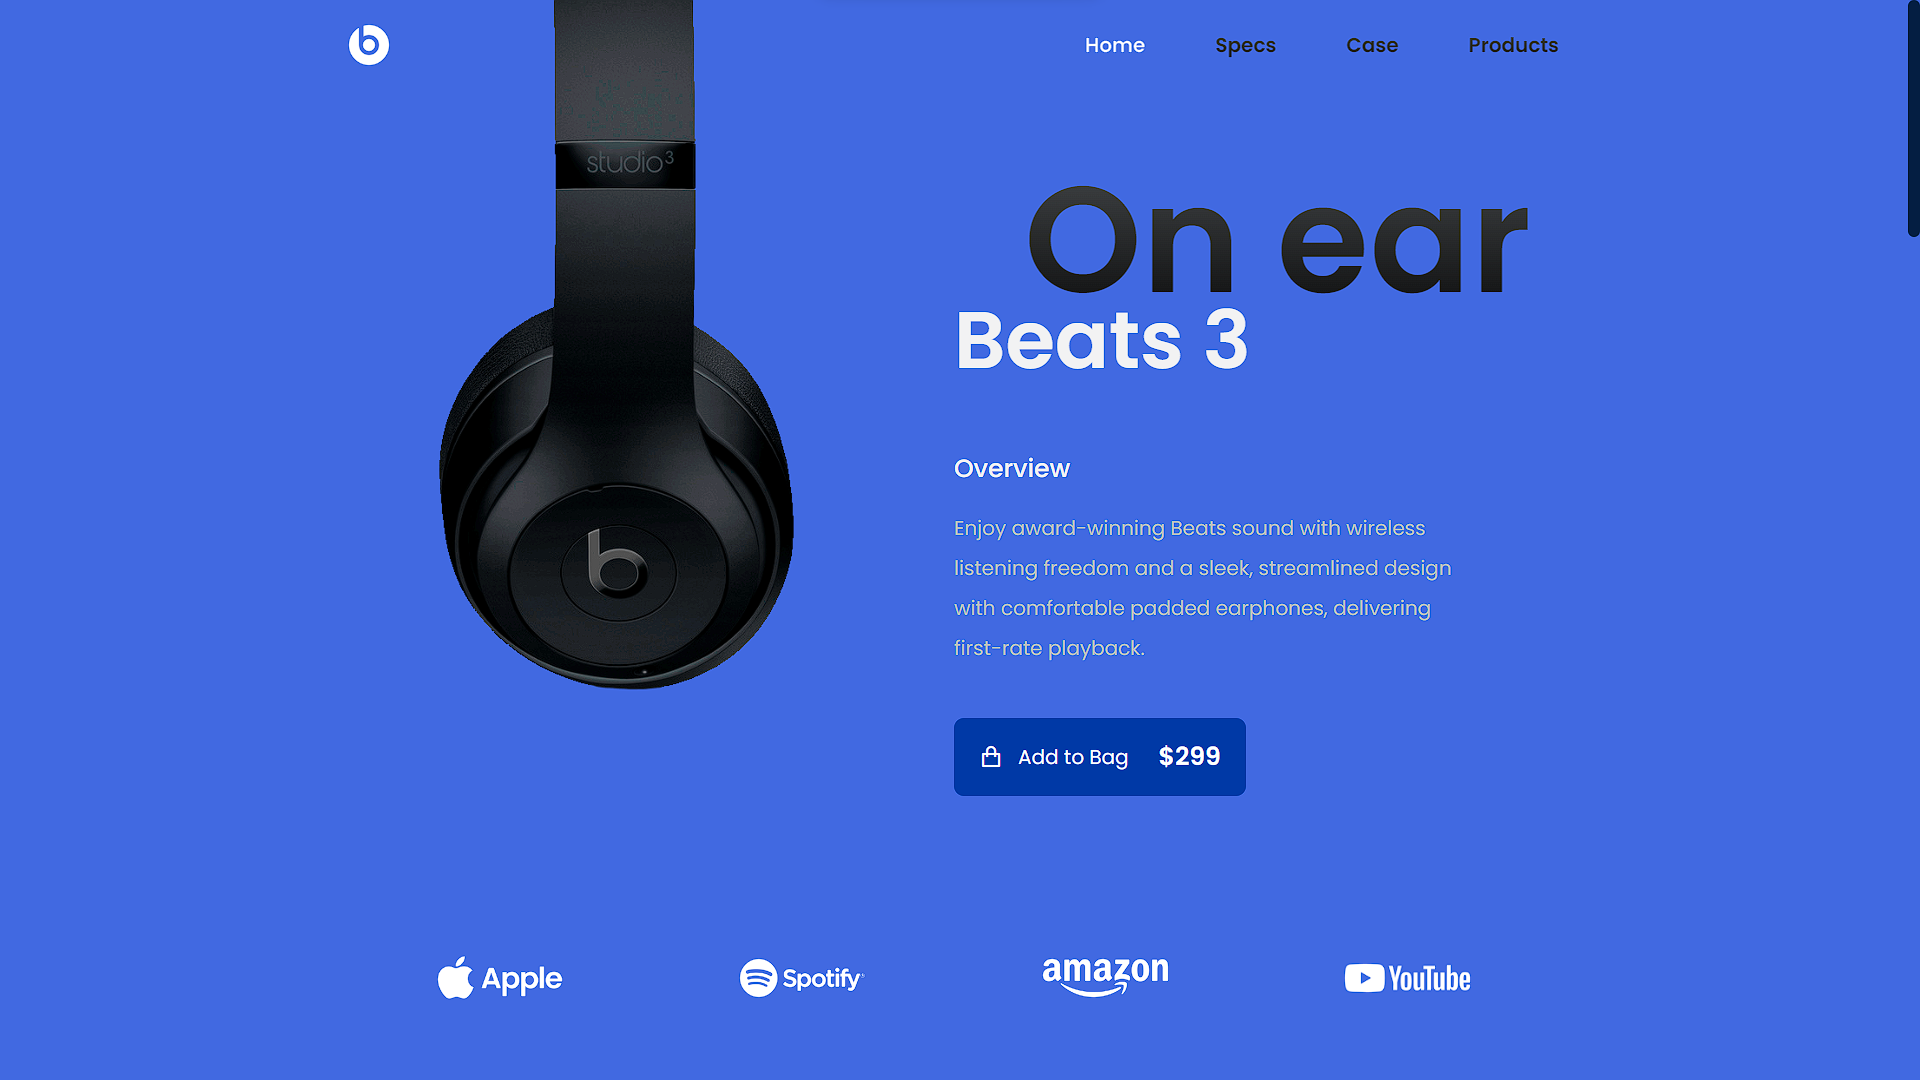 Home Specs Case Products
studio3
On ear
Beats 3
Overview
Enjoy award-winning Beats sound with wireless
listening freedom and a sleek, streamlined design
with comfortable padded earphones, delivering
first-rate playback.
Add to Bag $299
Apple Spotify amazon YouTube